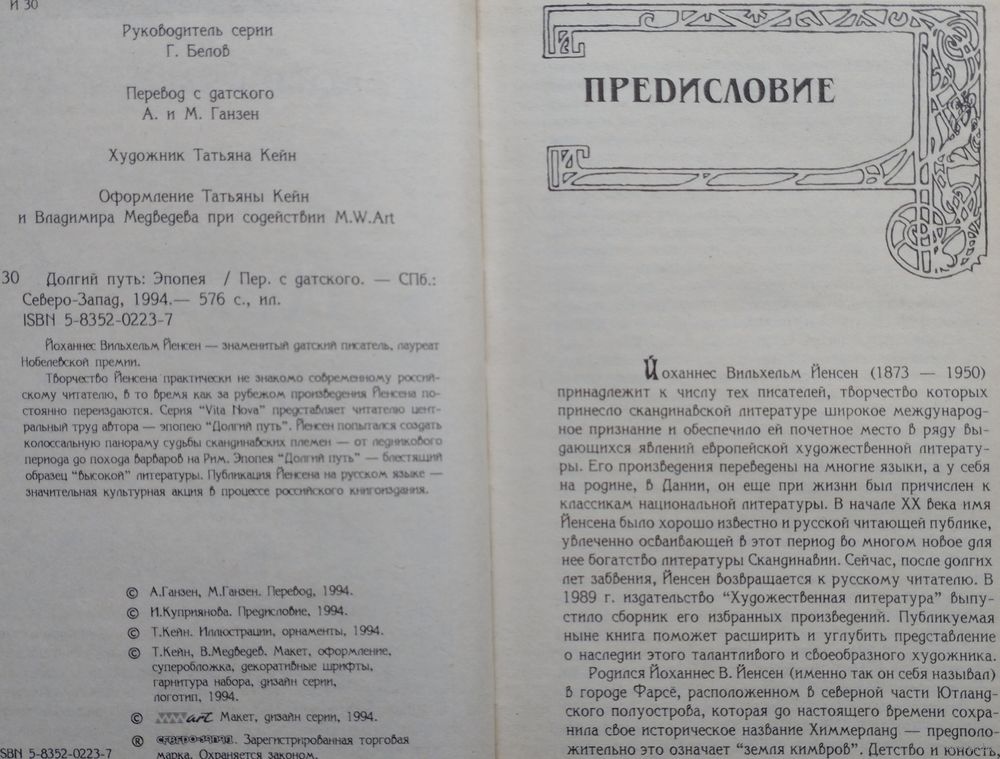 И 30
Руководитель серии
Г. Белов
Перевод с датского
А. и М. Ганзен
Художник Татьяна Кейн
Оформление Татьяны Кейн
и Владимира Медведева при содействии M.W.Art
30 Долгий путь: Эпопея / Пер. с датского. — СПб.:
Северо-Запад, 1994.— 576 с., ил.
ISBN 5-8352-0223-7
Йоханнес Вильхельм Йенсен — знаменитый датский писатель, лауреат
Нобелевской премии.
Творчество Йенсена практически не знакомо современному россий-
скому читателю, в то время как за рубежом произведения Йенсена по-
стоянно переиздаются. Серия "Vita Nova" представляет читателю цент-
ральный труд автора — эпопею "Долгий путь". Йенсен попытался создать
колоссальную панораму судьбы скандинавских племен — от ледникового
периода до похода варваров на Рим. Эпопея "Долгий путь" — блестящий
образец "высокой" литературы. Публикация Йенсена на русском языке —
значительная культурная акция в процессе российского книгоиздания.
© А.Ганзен, М.Ганзен. Перевод, 1994.
© И.Куприянова. Предисловие, 1994.
© Т.Кейн. Иллюстрации, орнаменты, 1994.
© Т.Кейн, В.Медведев. Макет, оформление,
суперобложка, декоративные шрифты,
гарнитура набора, дизайн серии,
логотип, 1994.
© art Макет, дизайн серии, 1994.
® СЕВЕРО-ЗАПАД. Зарегистрированная торговая
марка. Охраняется законом.
SBN 5-8352-0223-7
ПРЕДИСЛОВИЕ
Йоханнес Вильхельм Йенсен (1873 — 1950)
принадлежит к числу тех писателей, творчество которых
принесло скандинавской литературе широкое международ-
ное признание и обеспечило ей почетное место в ряду вы-
дающихся явлений европейской художественной литерату-
ры. Его произведения переведены на многие языки, а у себя
на родине, в Дании, он еще при жизни был причислен к
классикам национальной литературы. В начале XX века имя
Йенсена было хорошо известно и русской читающей публике,
увлеченно осваивающей в этот период во многом новое для
нее богатство литературы Скандинавии. Сейчас, после долгих
лет забвения, Йенсен возвращается к русскому читателю. В
1989 г. издательство "Художественная литература" выпу-
стило сборник его избранных произведений. Публикуемая
ныне книга поможет расширить и углубить представление
о наследии этого талантливого и своеобразного художника.
Родился Йоханнес В. Йенсен (именно так он себя называл)
в городе Фарсё, расположенном в северной части Ютланд-
ского полуострова, которая до настоящего времени сохра-
нила свое историческое название Химмерланд — предполо-
жительно это означает "земля кимвров". Детство и юность,